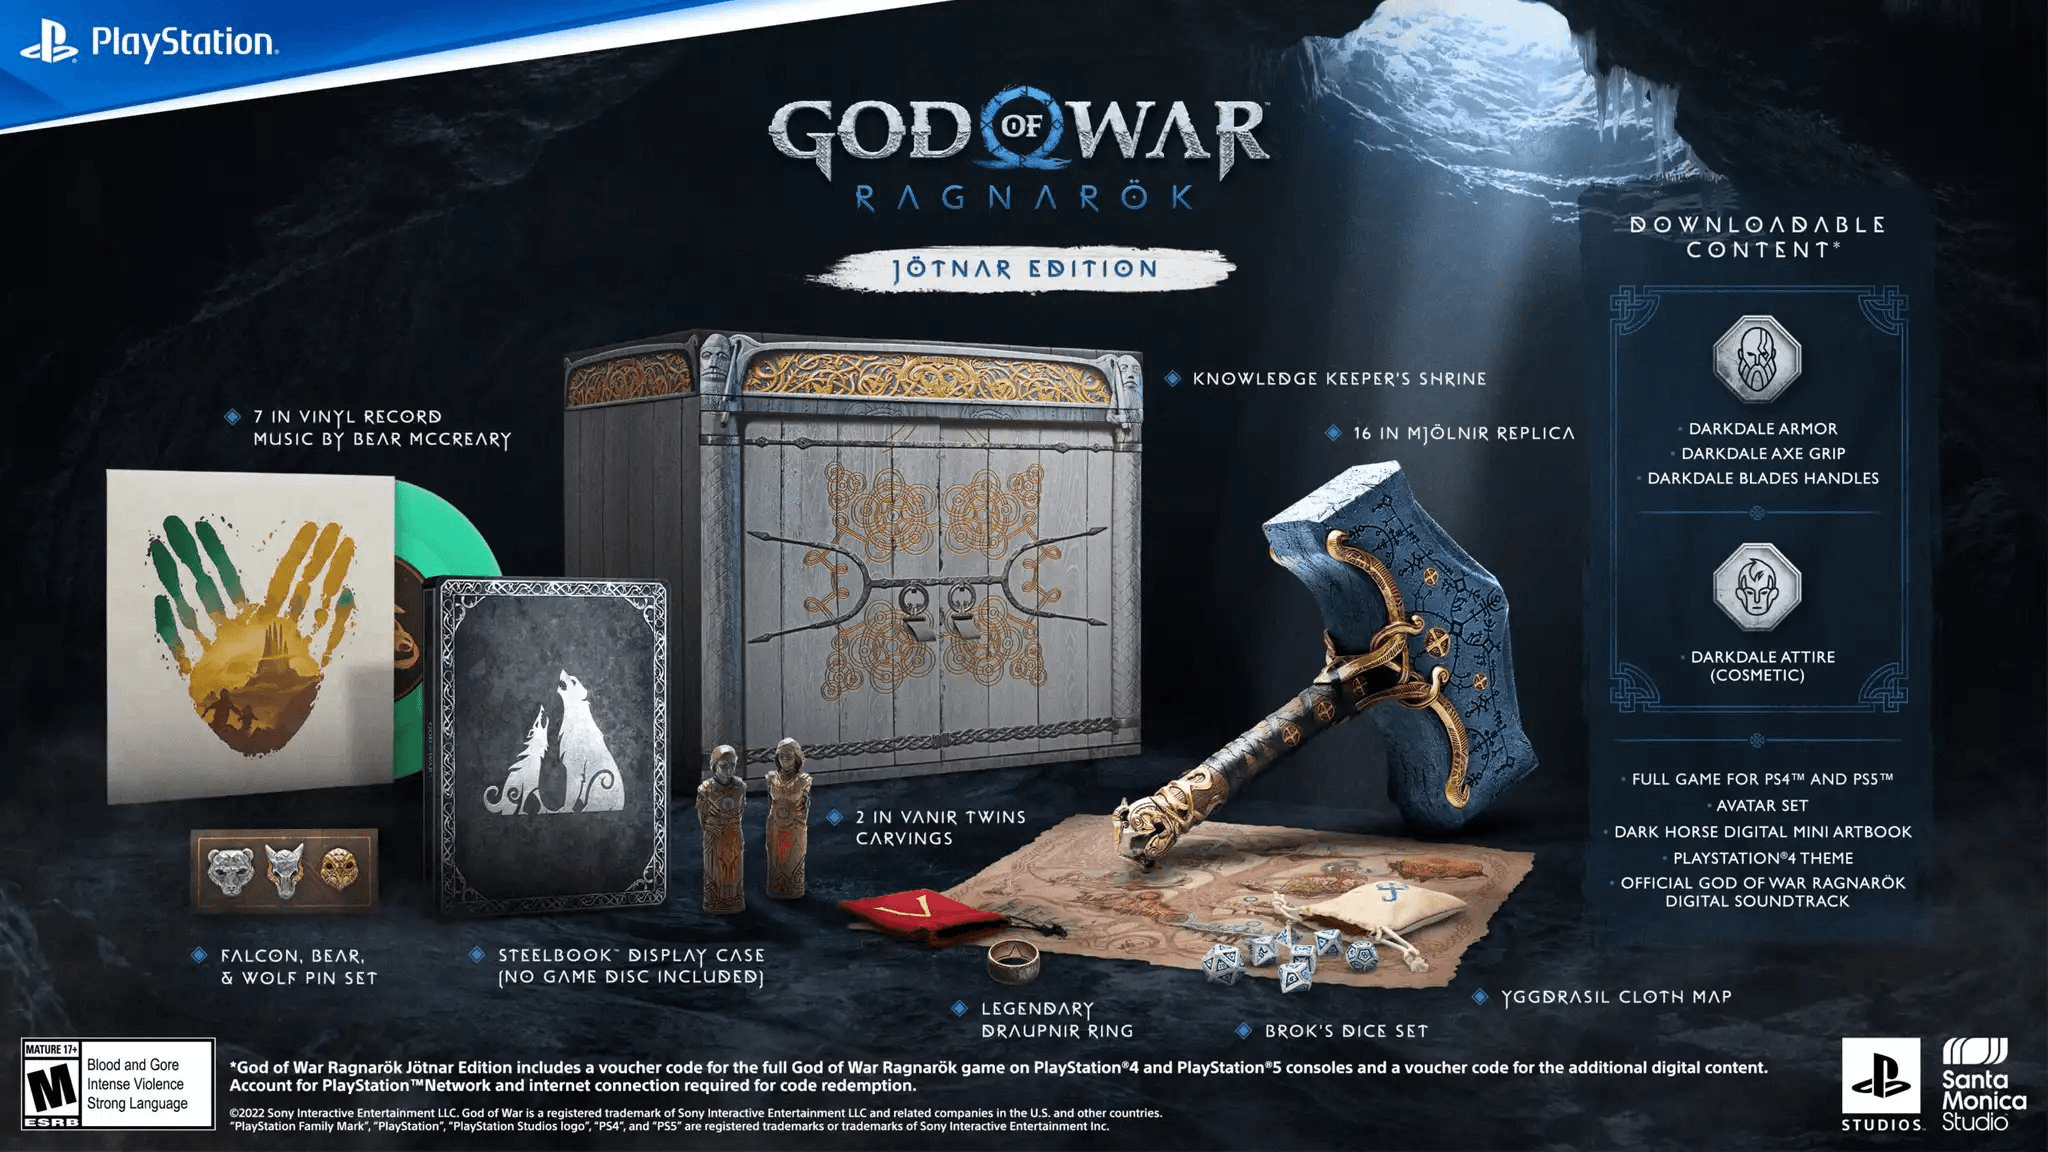 PlayStation®
GOD OF WAR™
RAGNARÖK
JÖTNAR EDITION
DOWNLOADABLE
CONTENT*
DARKDALE ARMOR
DARKDALE AXE GRIP
DARKDALE BLADES HANDLES
DARKDALE ATTIRE
(COSMETIC)
FULL GAME FOR PS4™ AND PS5™
AVATAR SET
DARK HORSE DIGITAL MINI ARTBOOK
PLAYSTATION®4 THEME
OFFICIAL GOD OF WAR RAGNARÖK
DIGITAL SOUNDTRACK
KNOWLEDGE KEEPER'S SHRINE
16 IN MJÖLNIR REPLICA
7 IN VINYL RECORD
MUSIC BY BEAR MCCREARY
2 IN VANIR TWINS
CARVINGS
FALCON, BEAR,
& WOLF PIN SET
STEELBOOK™ DISPLAY CASE
(NO GAME DISC INCLUDED)
LEGENDARY
DRAUPNIR RING
BROK'S DICE SET
YGGDRASIL CLOTH MAP
MATURE 17+
M
ESRB
Blood and Gore
Intense Violence
Strong Language
*God of War Ragnarök Jötnar Edition includes a voucher code for the full God of War Ragnarök game on PlayStation®4 and PlayStation®5 consoles and a voucher code for the additional digital content.
Account for PlayStation™Network and internet connection required for code redemption.
©2022 Sony Interactive Entertainment LLC. God of War is a registered trademark of Sony Interactive Entertainment LLC and related companies in the U.S. and other countries.
"PlayStation Family Mark", "PlayStation", "PlayStation Studios logo", "PS4", and "PS5" are registered trademarks or trademarks of Sony Interactive Entertainment Inc.
STUDIOS
Santa
Monica
Studio